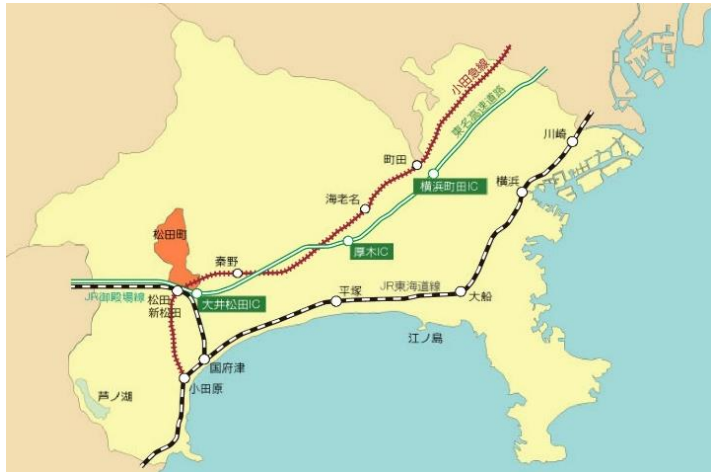 小田急線
東名高速道路
川崎
町田
横浜町田IC
横浜
海老名
松田町
厚木IC
秦野
JR御殿場線
松田
新松田
大井松田IC
平塚
JR東海道線
大船
江ノ島
国府津
小田原
芦ノ湖